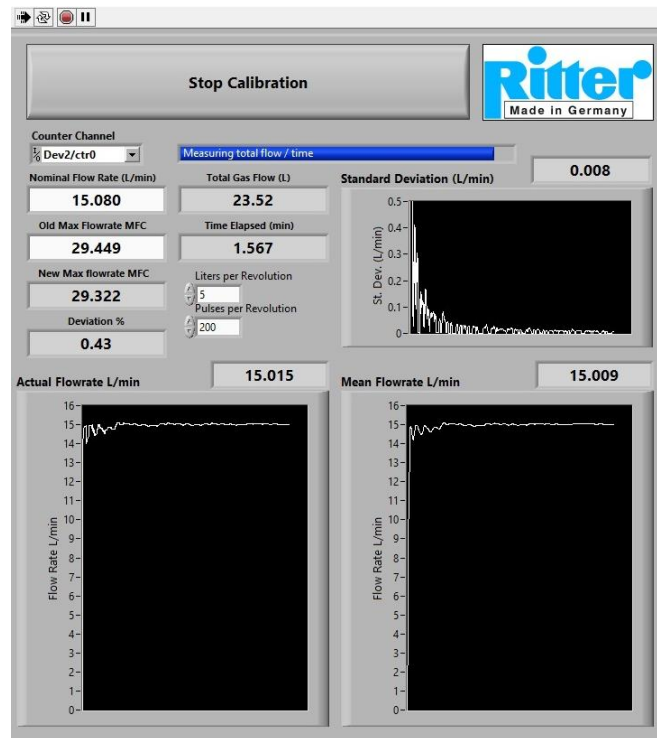 Stop Calibration
Ritter
Made in Germany
Counter Channel
I/O Dev2/ctr0
Measuring total flow / time
Nominal Flow Rate (L/min)
15.080
Total Gas Flow (L)
23.52
Standard Deviation (L/min)
0.008
Old Max Flowrate MFC
29.449
Time Elapsed (min)
1.567
New Max flowrate MFC
29.322
Liters per Revolution
5
Pulses per Revolution
200
Deviation %
0.43
St. Dev. (L/min)
0.5
0.4
0.3
0.2
0.1
0
Actual Flowrate L/min
15.015
Flow Rate L/min
16
15
14
13
12
11
10
9
8
7
6
5
4
3
2
1
0
Mean Flowrate L/min
15.009
Flow Rate L/min
16
15
14
13
12
11
10
9
8
7
6
5
4
3
2
1
0